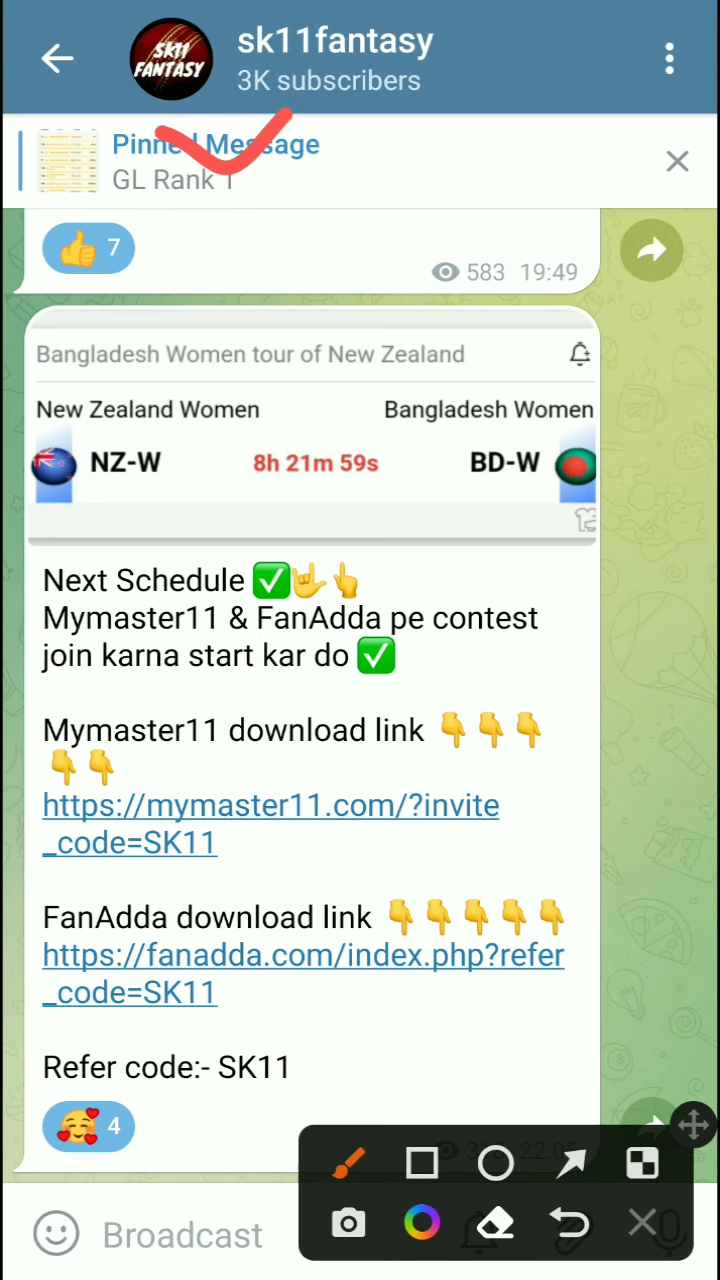 sk11fantasy
SK11
FANTASY
3K subscribers
Pinned Message
GL Rank 1
👍 7
583 19:49
Bangladesh Women tour of New Zealand
New Zealand Women Bangladesh Women
NZ-W 8h 21m 59s BD-W
Next Schedule ✅🤟👆
Mymaster11 & FanAdda pe contest
join karna start kar do ✅
Mymaster11 download link 👇👇👇
👇👇
https://mymaster11.com/?invite
_code=SK11
FanAdda download link 👇👇👇👇👇
https://fanadda.com/index.php?refer
_code=SK11
Refer code:- SK11
🥰 4
Broadcast